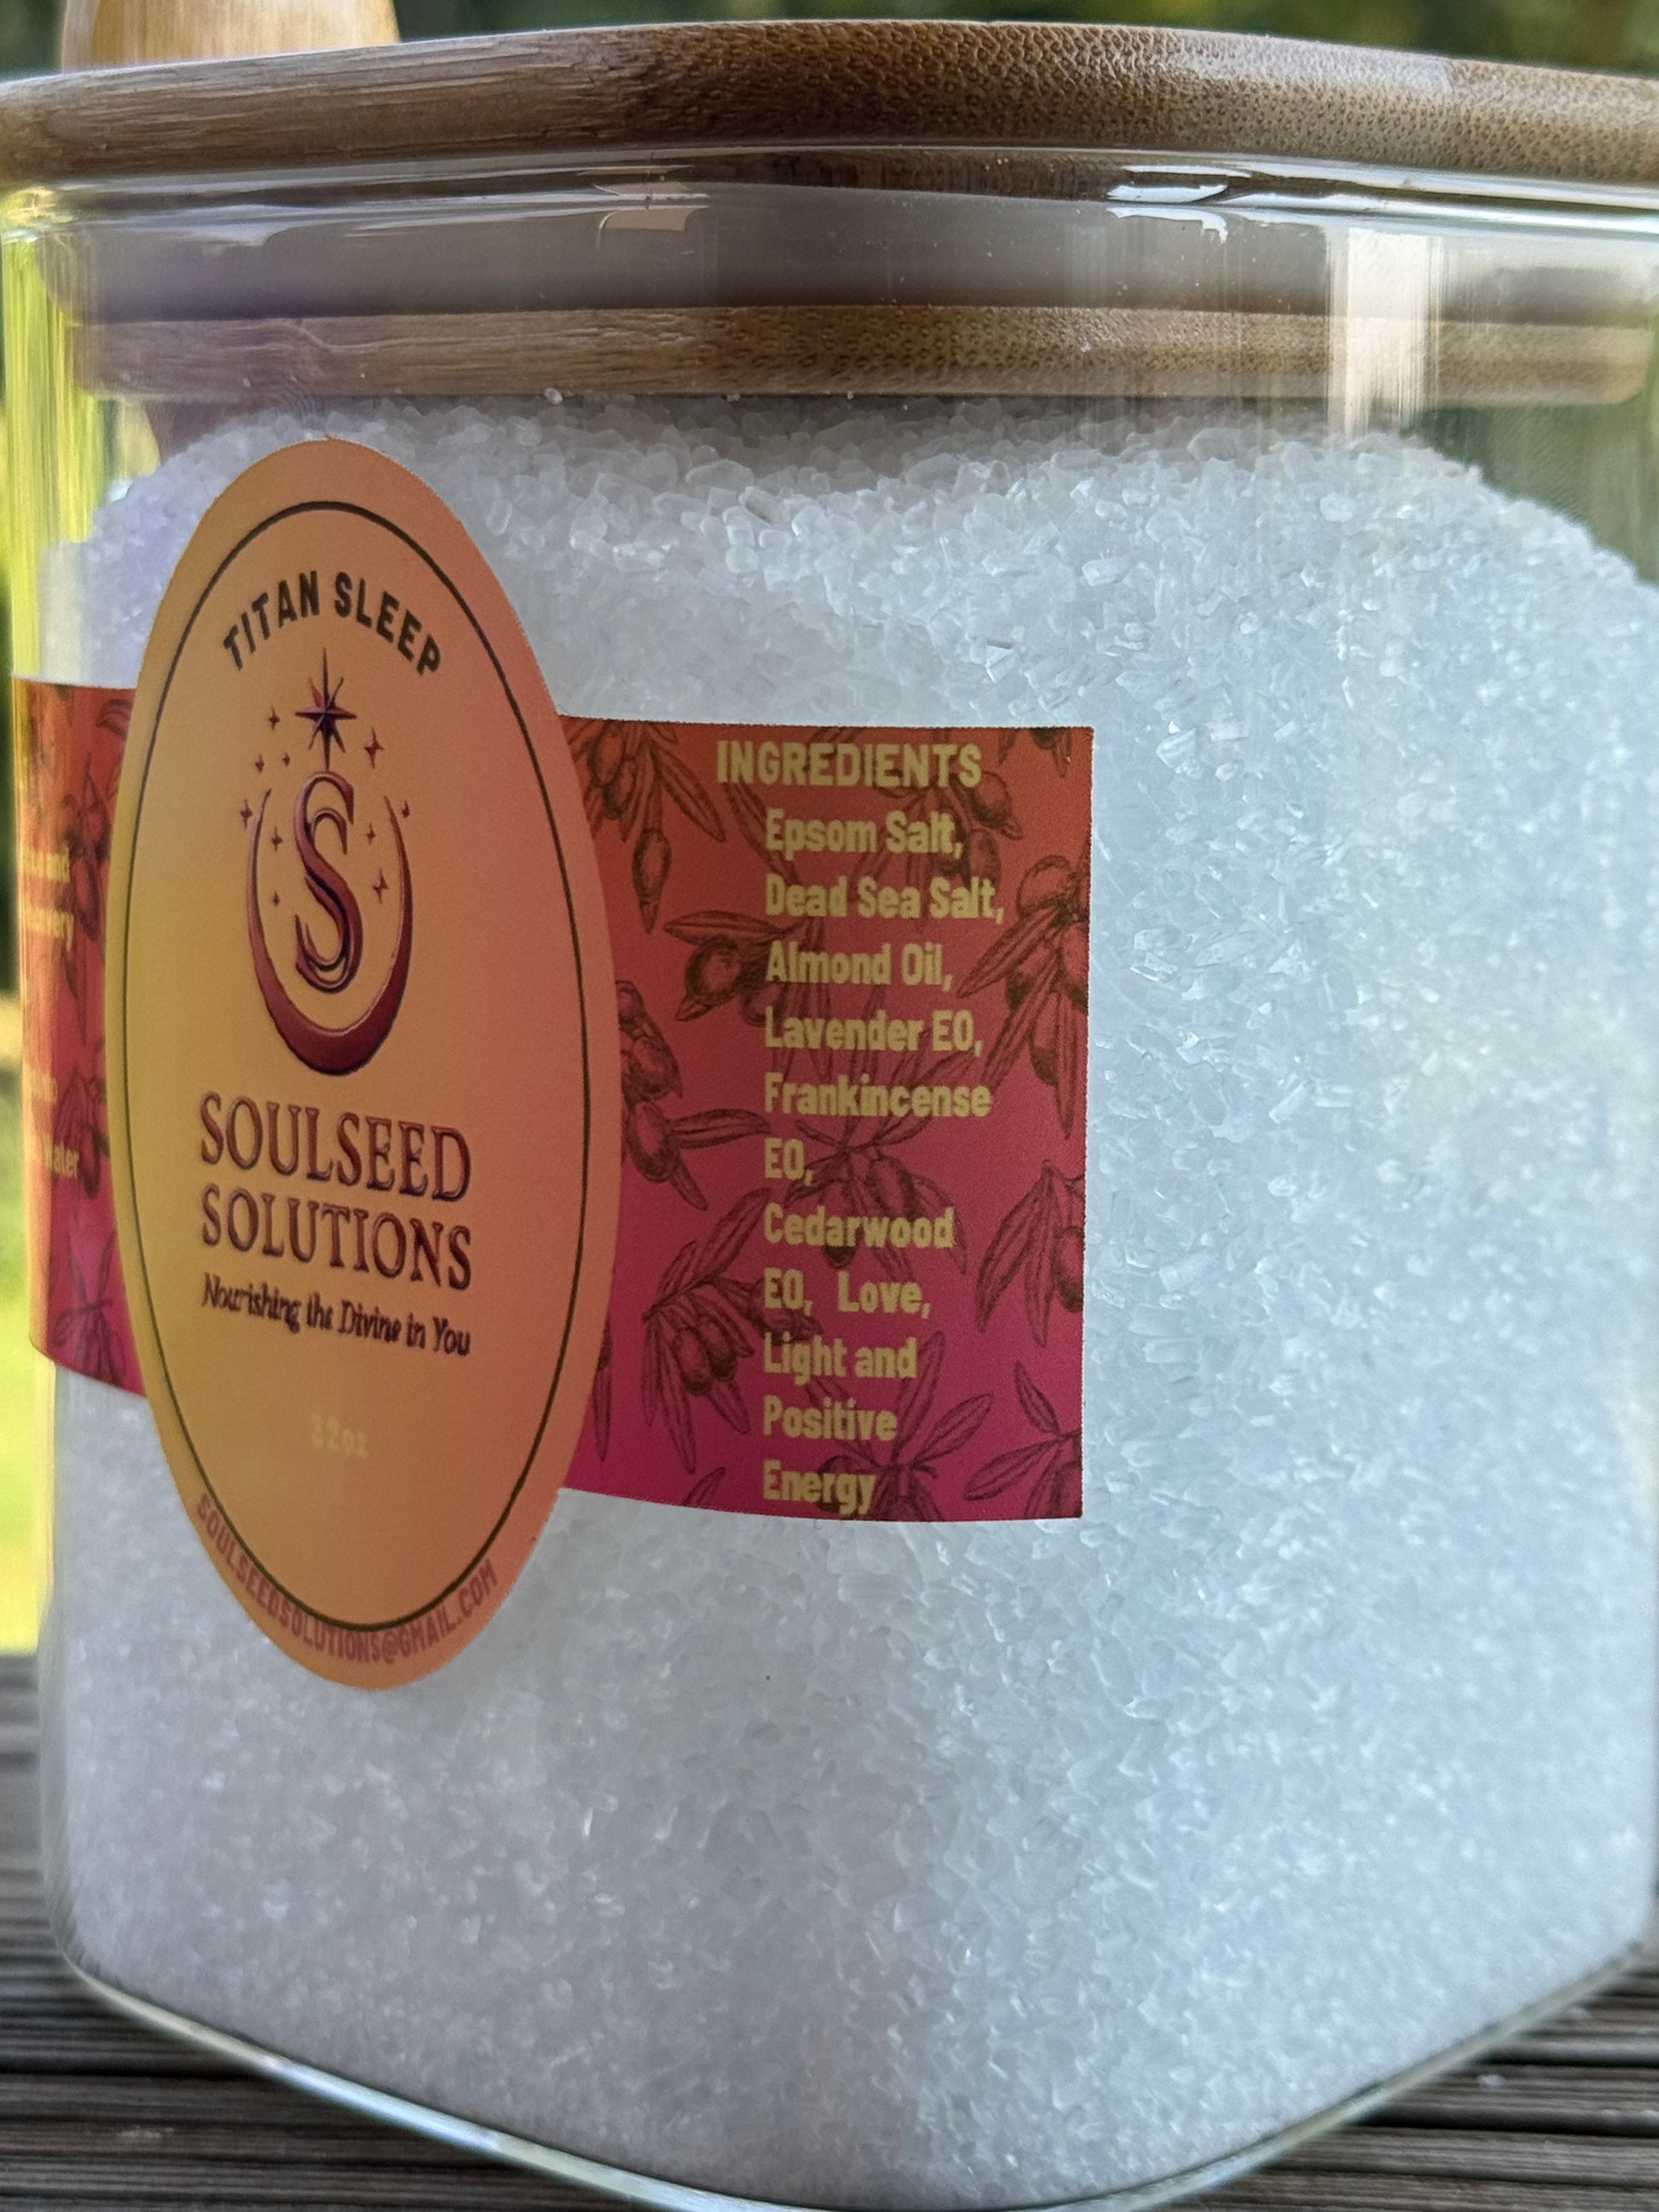 TITAN SLEEP
S
SOULSEED
SOLUTIONS
Nourishing the Divine in You
32oz
SOULSEEDSOLUTIONS@GMAIL.COM
INGREDIENTS
Epsom Salt,
Dead Sea Salt,
Almond Oil,
Lavender EO,
Frankincense
EO,
Cedarwood
EO, Love,
Light and
Positive
Energy